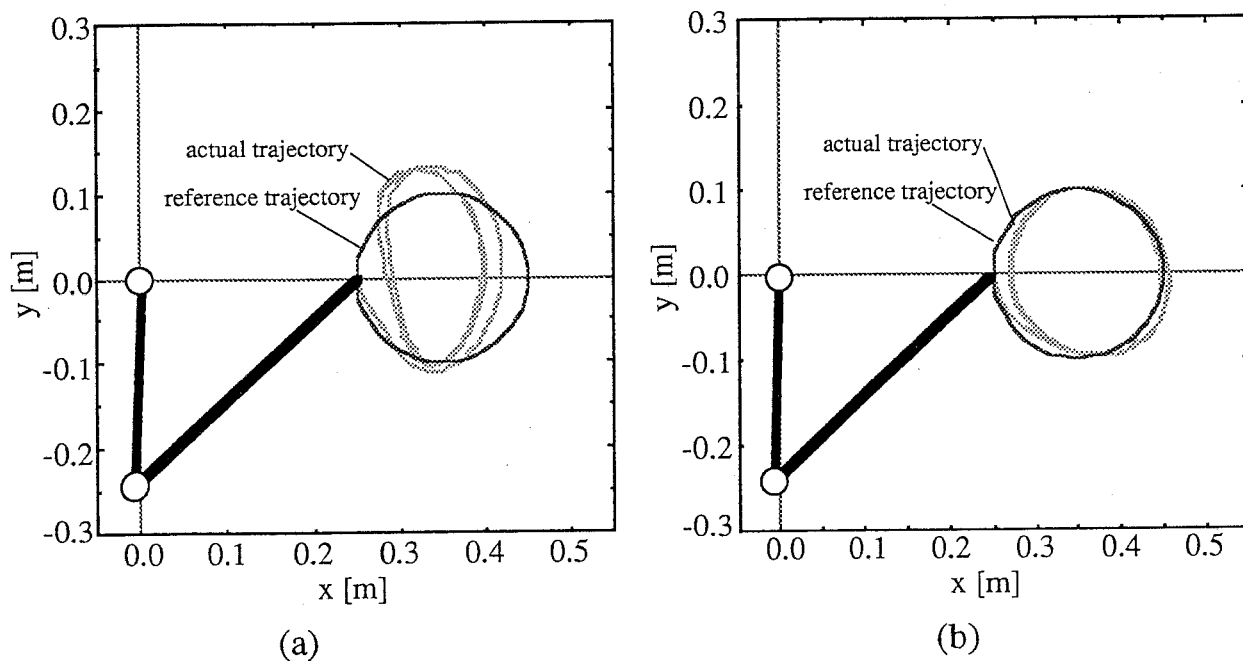 0.3
0.2
0.1
0.0
-0.1
-0.2
-0.3
y [m]
actual trajectory
reference trajectory
0.0 0.1 0.2 0.3 0.4 0.5
x [m]
(a)
0.3
0.2
0.1
0.0
-0.1
-0.2
-0.3
y [m]
actual trajectory
reference trajectory
0.0 0.1 0.2 0.3 0.4 0.5
x [m]
(b)